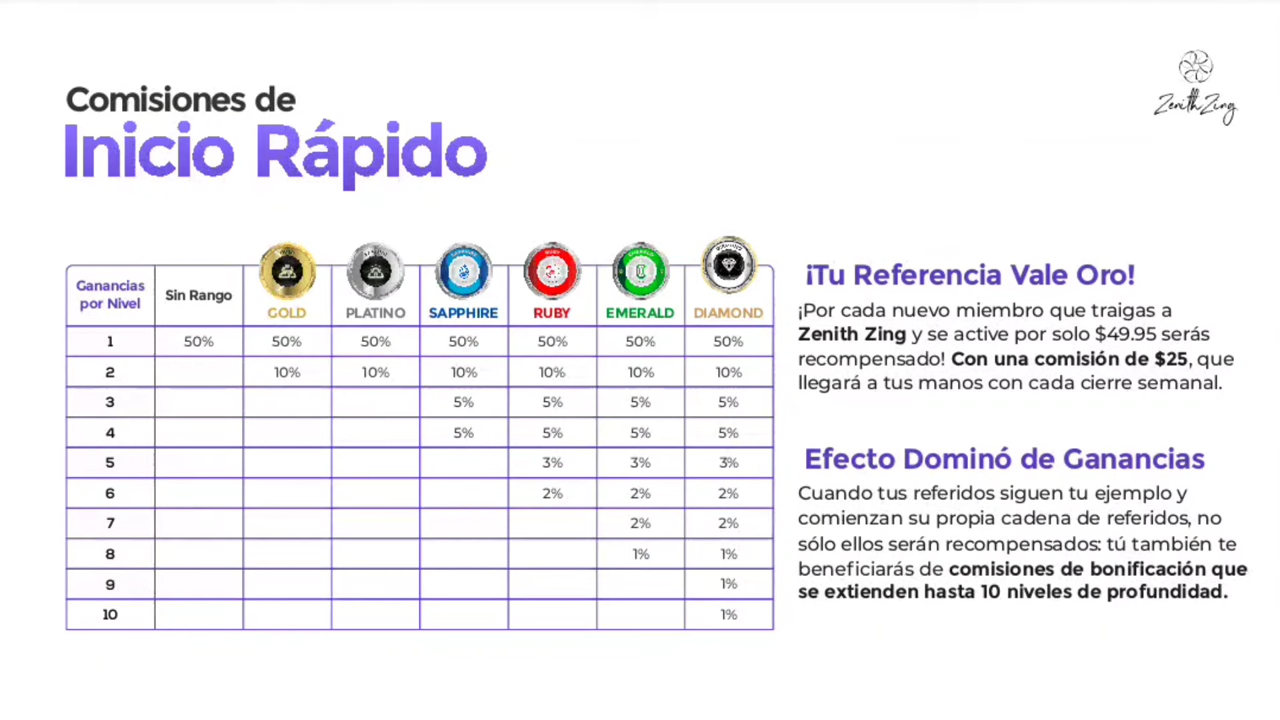 Comisiones de
Inicio Rápido
Zenith Zing
Ganancias por Nivel Sin Rango GOLD PLATINO SAPPHIRE RUBY EMERALD DIAMOND
1 50% 50% 50% 50% 50% 50% 50%
2 10% 10% 10% 10% 10% 10%
3 5% 5% 5% 5%
4 5% 5% 5% 5%
5 3% 3% 3%
6 2% 2% 2%
7 2% 2%
8 1% 1%
9 1%
10 1%
¡Tu Referencia Vale Oro!
¡Por cada nuevo miembro que traigas a
Zenith Zing y se active por solo $49.95 serás
recompensado! Con una comisión de $25, que
llegará a tus manos con cada cierre semanal.
Efecto Dominó de Ganancias
Cuando tus referidos siguen tu ejemplo y
comienzan su propia cadena de referidos, no
sólo ellos serán recompensados: tú también te
beneficiarás de comisiones de bonificación que
se extienden hasta 10 niveles de profundidad.